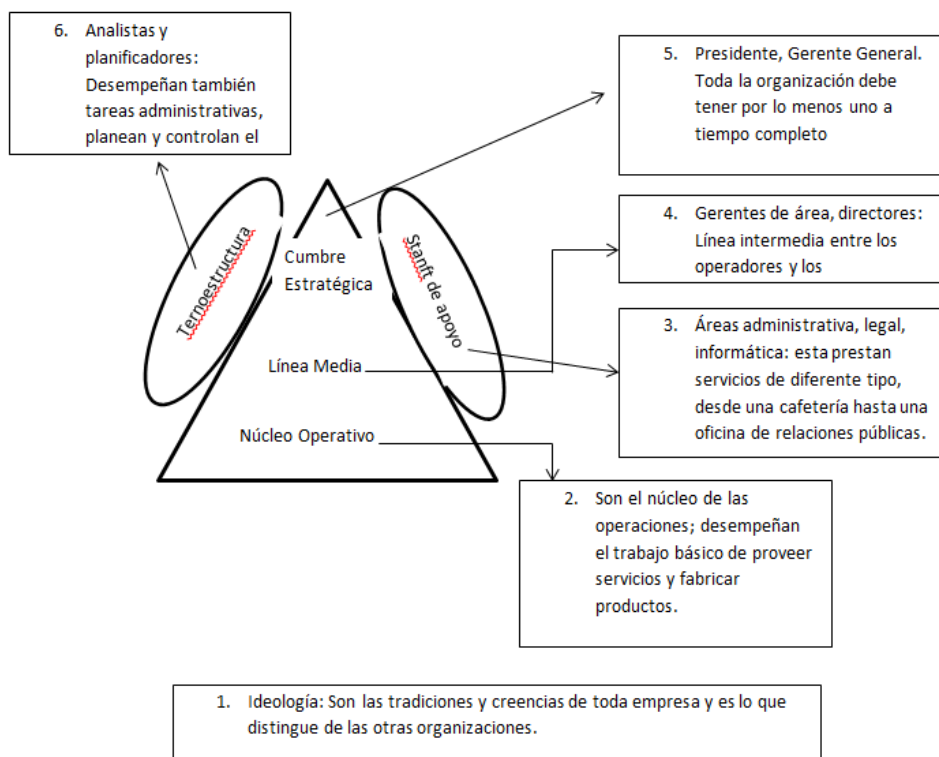 6. Analistas y
planificadores:
Desempeñan también
tareas administrativas,
planean y controlan el
5. Presidente, Gerente General.
Toda la organización debe
tener por lo menos uno a
tiempo completo
4. Gerentes de área, directores:
Línea intermedia entre los
operadores y los
3. Áreas administrativa, legal,
informática: esta prestan
servicios de diferente tipo,
desde una cafetería hasta una
oficina de relaciones públicas.
Ternoestructura
Cumbre
Estratégica
Stanft de apoyo
Línea Media
Núcleo Operativo
2. Son el núcleo de las
operaciones; desempeñan
el trabajo básico de proveer
servicios y fabricar
productos.
1. Ideología: Son las tradiciones y creencias de toda empresa y es lo que
distingue de las otras organizaciones.